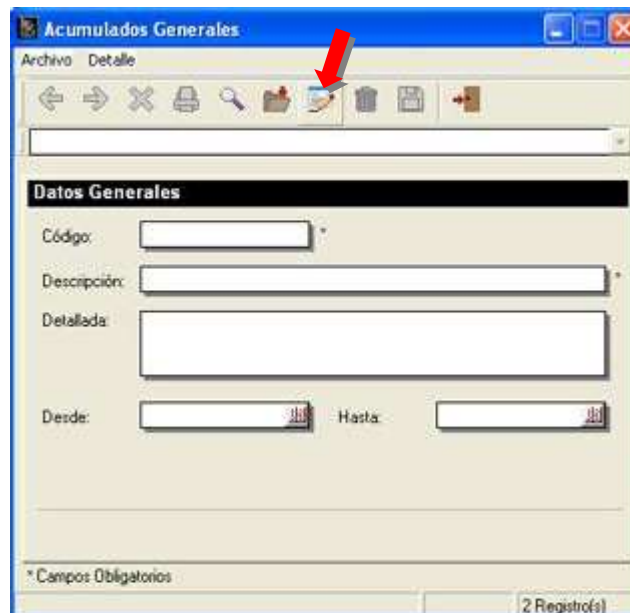 Acumulados Generales
Archivo Detalle
Datos Generales
Código: *
Descripción: *
Detallada:
Desde: Hasta:
* Campos Obligatorios
2 Registro(s)